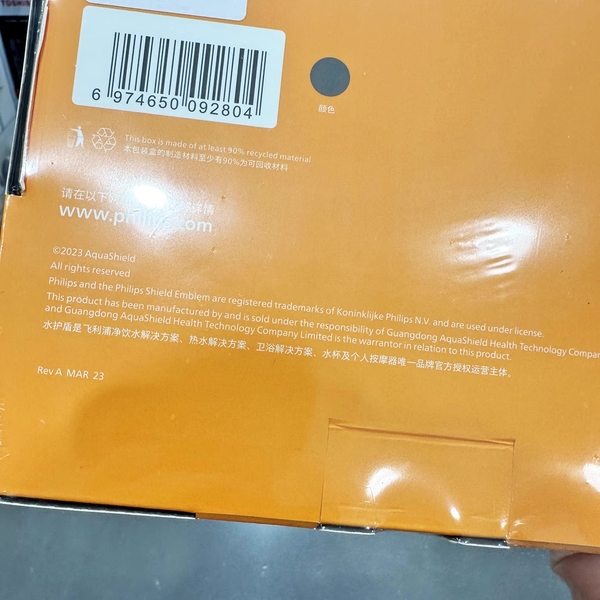 TOSHIBA
6 974650 092804
颜色
This box is made of at least 90% recycled material
本包装盒的制造材料至少有90%为可回收材料
请在以下 详情
www.philips.com
©2023 AquaShield
All rights reserved
Philips and the Philips Shield Emblem are registered trademarks of Koninklijke Philips N.V. and are used under license.
This product has been manufactured by and is sold under the responsibility of Guangdong AquaShield Health Technology Compan
and Guangdong AquaShield Health Technology Company Limited is the warrantor in relation to this product.
水护盾是飞利浦净饮水解决方案、热水解决方案、卫浴解决方案、水杯及个人按摩器唯一品牌官方授权运营主体。
Rev A MAR 23